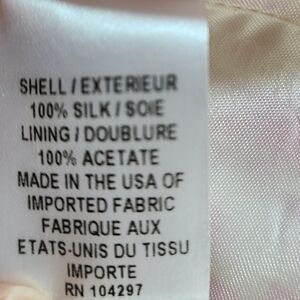 SHELL / EXTERIEUR
100% SILK / SOIE
LINING / DOUBLURE
100% ACETATE
MADE IN THE USA OF
IMPORTED FABRIC
FABRIQUE AUX
ETATS-UNIS DU TISSU
IMPORTE
RN 104297